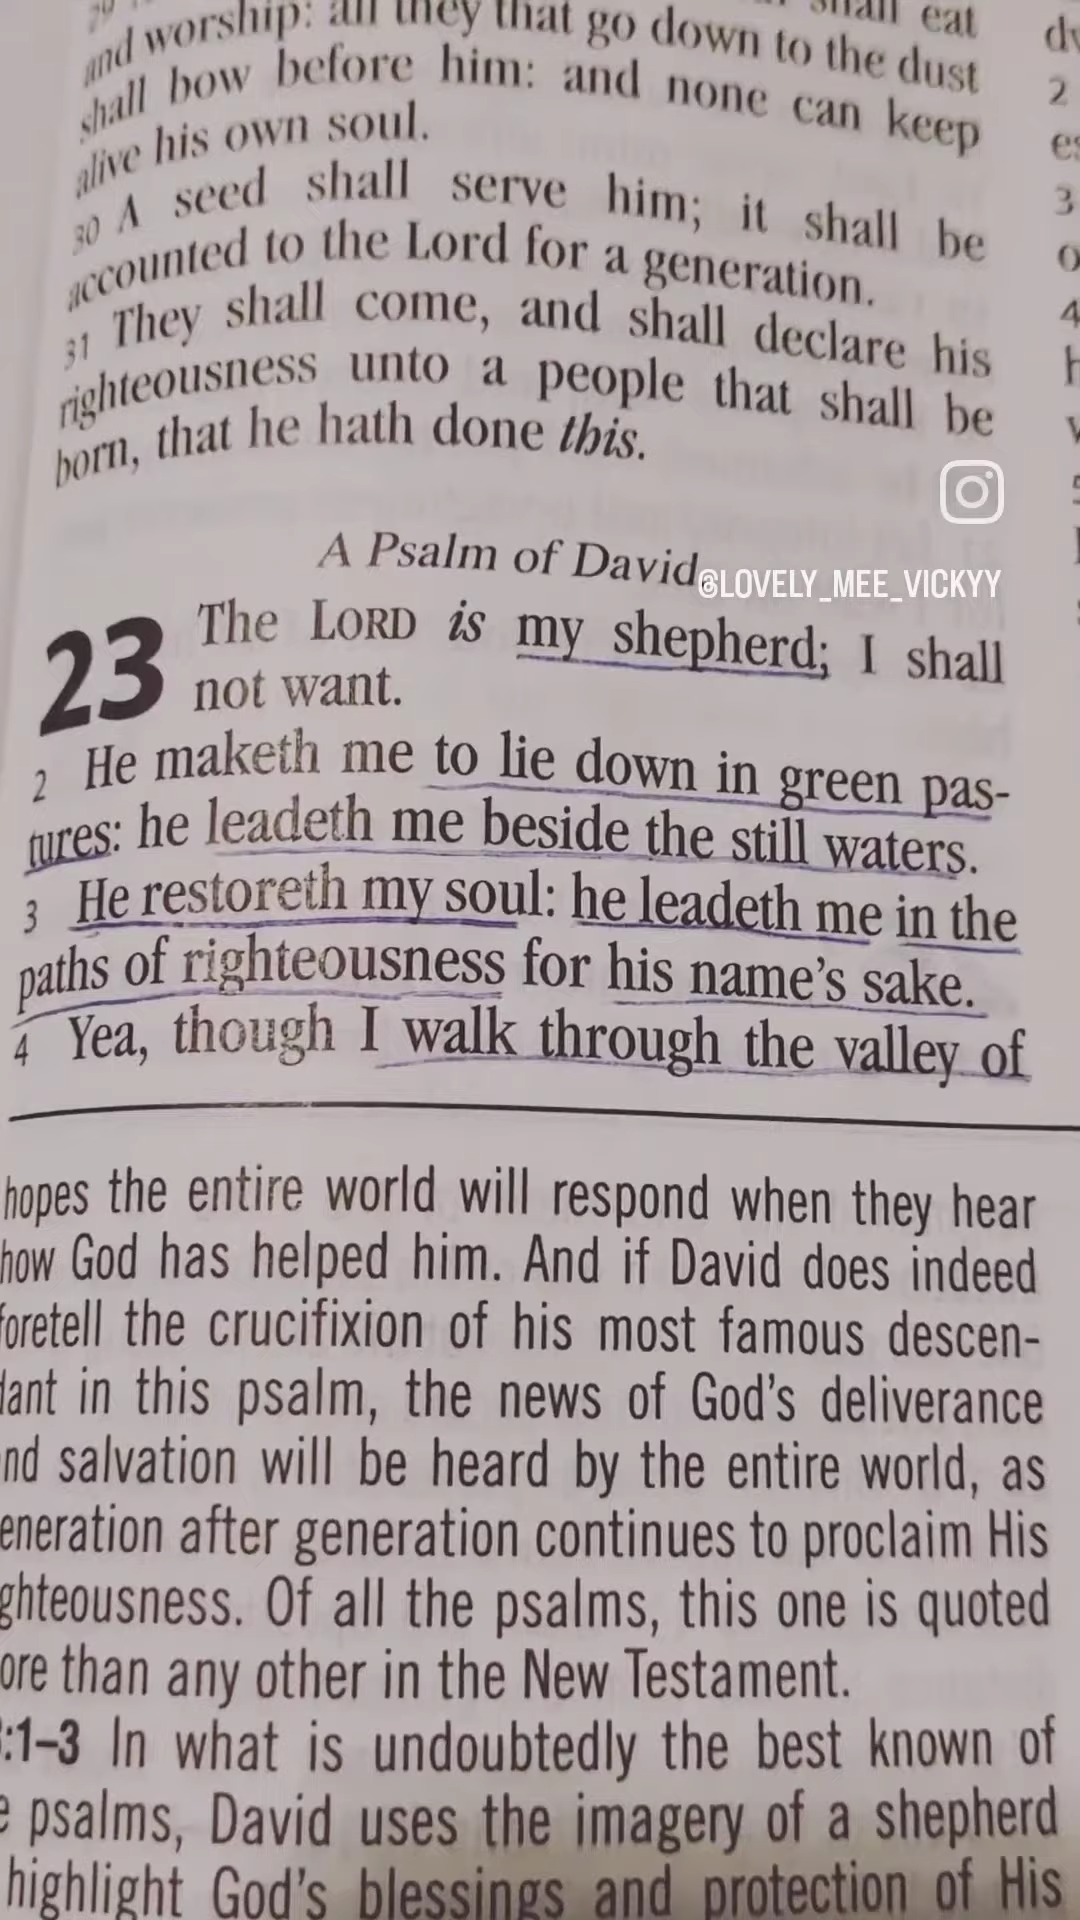 29 shall eat
and worship: all they that go down to the dust
shall bow before him: and none can keep
alive his own soul.
30 A seed shall serve him; it shall be
accounted to the Lord for a generation.
31 They shall come, and shall declare his
righteousness unto a people that shall be
born, that he hath done this.
A Psalm of David.
@LOVELY_MEE_VICKYY
23 The LORD is my shepherd; I shall
not want.
2 He maketh me to lie down in green pas-
tures: he leadeth me beside the still waters.
3 He restoreth my soul: he leadeth me in the
paths of righteousness for his name's sake.
4 Yea, though I walk through the valley of
hopes the entire world will respond when they hear
how God has helped him. And if David does indeed
foretell the crucifixion of his most famous descen-
dant in this psalm, the news of God's deliverance
nd salvation will be heard by the entire world, as
eneration after generation continues to proclaim His
ghteousness. Of all the psalms, this one is quoted
ore than any other in the New Testament.
:1–3 In what is undoubtedly the best known of
e psalms, David uses the imagery of a shepherd
highlight God's blessings and protection of His
2
3
4